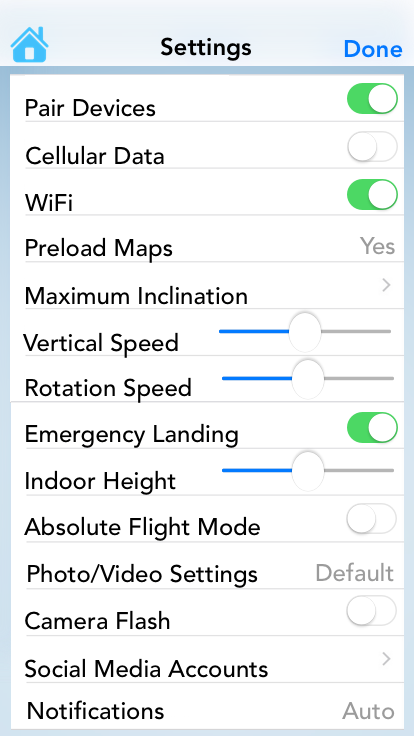 Settings Done
Pair Devices
Cellular Data
WiFi
Preload Maps Yes
Maximum Inclination
Vertical Speed
Rotation Speed
Emergency Landing
Indoor Height
Absolute Flight Mode
Photo/Video Settings Default
Camera Flash
Social Media Accounts
Notifications Auto